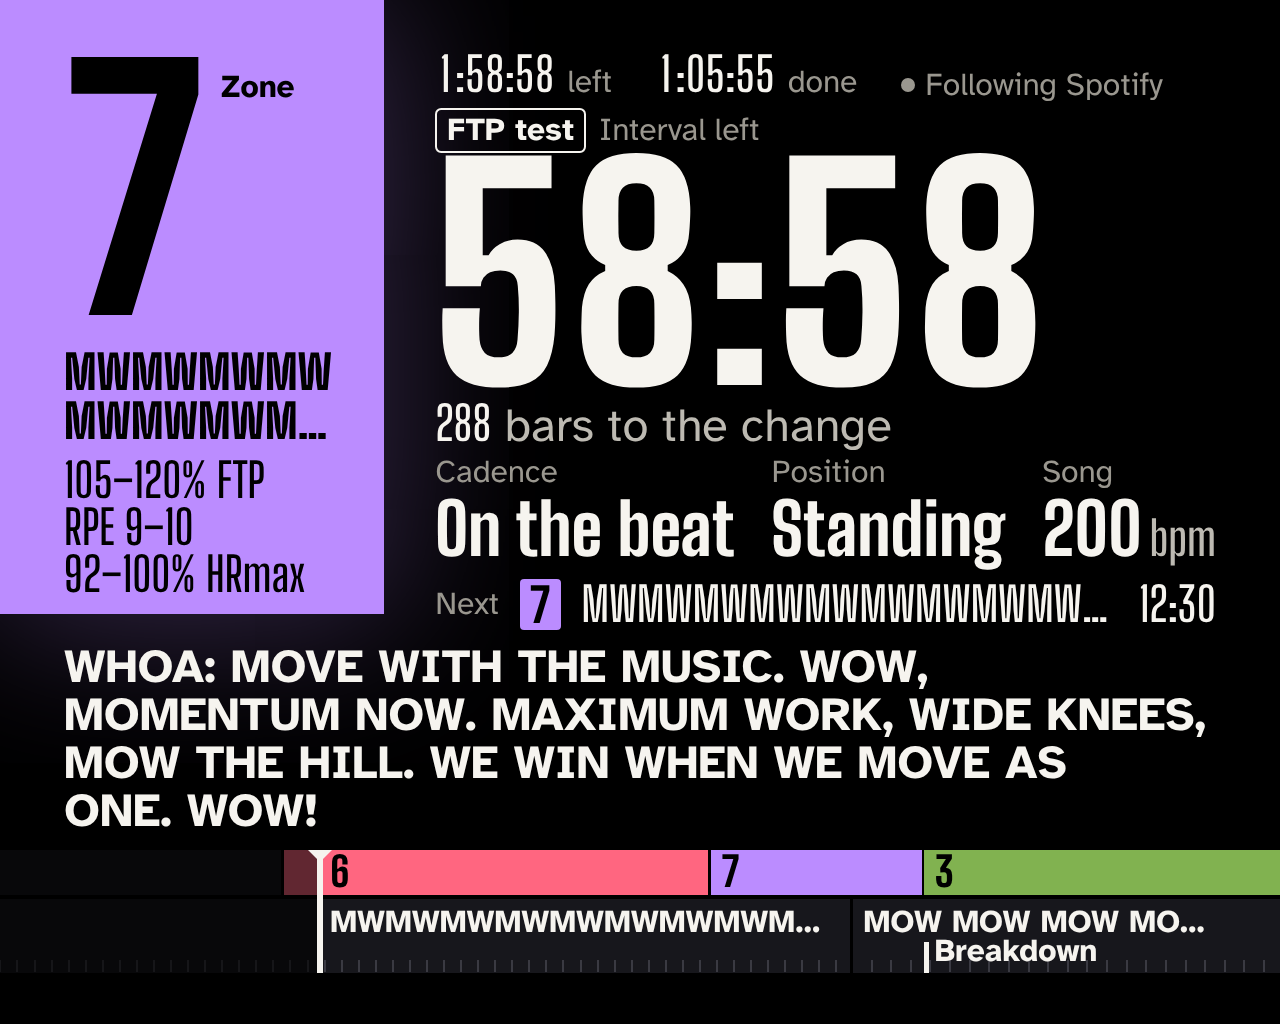 7 Zone
MWMWMWMW
MWMWMWM...
105–120% FTP
RPE 9–10
92–100% HRmax
1:58:58 left 1:05:55 done ● Following Spotify
FTP test Interval left
58:58
288 bars to the change
Cadence Position Song
On the beat Standing 200 bpm
Next 7 MWMWMWMWMWMWMWMWMW... 12:30
WHOA: MOVE WITH THE MUSIC. WOW,
MOMENTUM NOW. MAXIMUM WORK, WIDE KNEES,
MOW THE HILL. WE WIN WHEN WE MOVE AS
ONE. WOW!
6 7 3
MWMWMWMWMWMWMWMWM... MOW MOW MOW MO...
Breakdown